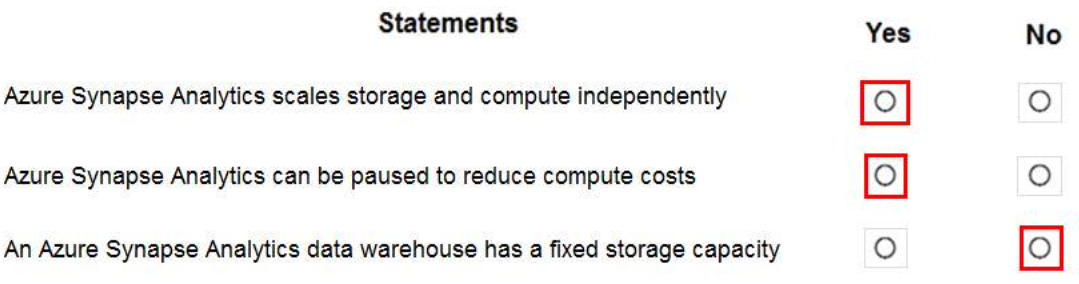 Statements Yes No
Azure Synapse Analytics scales storage and compute independently
Azure Synapse Analytics can be paused to reduce compute costs
An Azure Synapse Analytics data warehouse has a fixed storage capacity